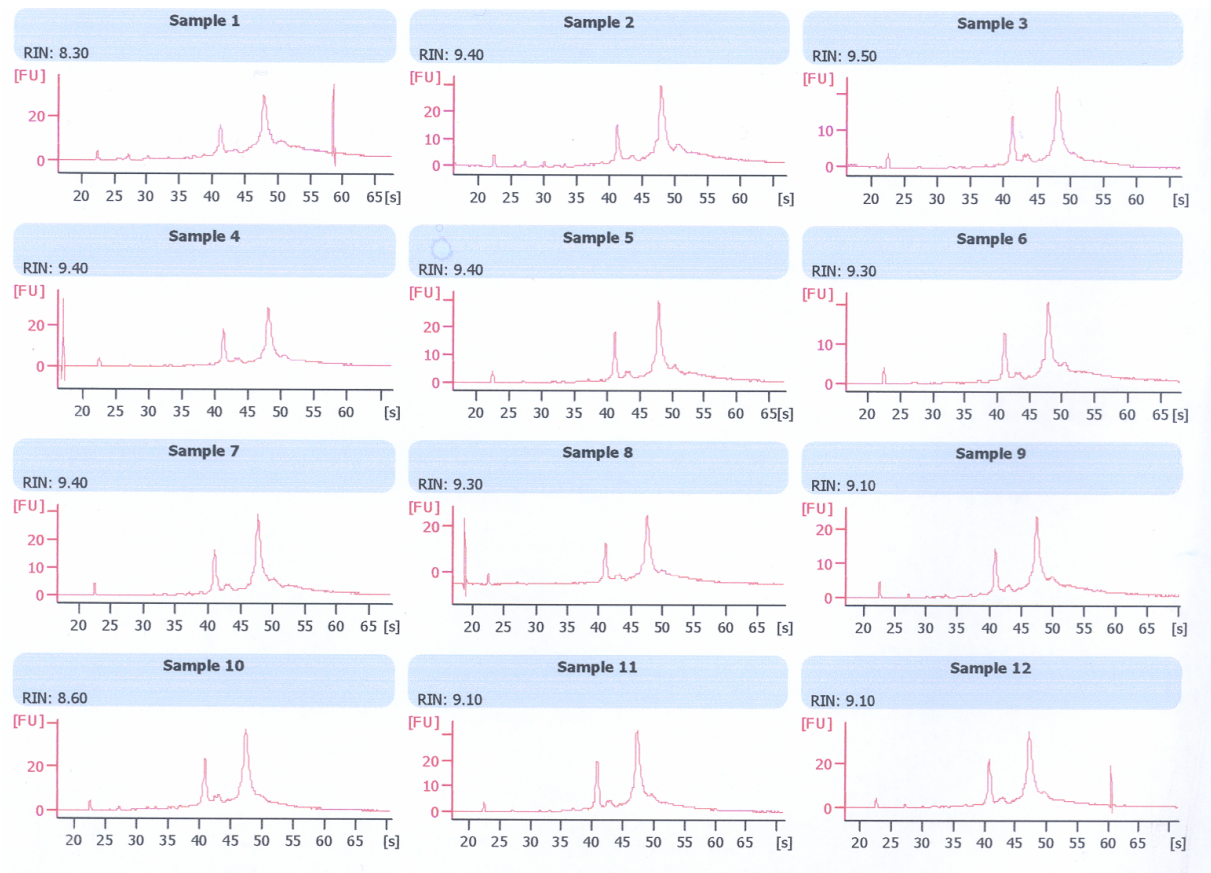 Sample 1
RIN: 8.30
[FU]
20
0
20 25 30 35 40 45 50 55 60 65 [s]
Sample 2
RIN: 9.40
[FU]
20
10
0
20 25 30 35 40 45 50 55 60 [s]
Sample 3
RIN: 9.50
[FU]
10
0
20 25 30 35 40 45 50 55 60 [s]
Sample 4
RIN: 9.40
[FU]
20
0
20 25 30 35 40 45 50 55 60 [s]
Sample 5
RIN: 9.40
[FU]
20
10
0
20 25 30 35 40 45 50 55 60 65 [s]
Sample 6
RIN: 9.30
[FU]
10
0
20 25 30 35 40 45 50 55 60 65 [s]
Sample 7
RIN: 9.40
[FU]
20
10
0
20 25 30 35 40 45 50 55 60 65 [s]
Sample 8
RIN: 9.30
[FU]
20
0
20 25 30 35 40 45 50 55 60 65 [s]
Sample 9
RIN: 9.10
[FU]
20
10
0
20 25 30 35 40 45 50 55 60 65 [s]
Sample 10
RIN: 8.60
[FU]
20
0
20 25 30 35 40 45 50 55 60 65 [s]
Sample 11
RIN: 9.10
[FU]
20
10
0
20 25 30 35 40 45 50 55 60 65 [s]
Sample 12
RIN: 9.10
[FU]
20
0
20 25 30 35 40 45 50 55 60 65 [s]